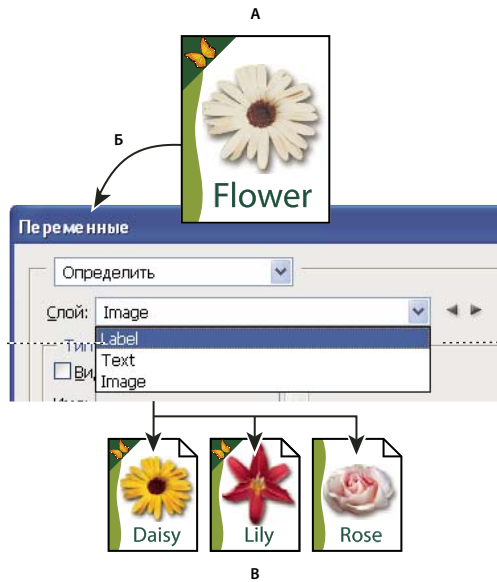 А
Flower
Б
Переменные
Определить
Слой: Image
Label
Text
Image
Daisy
Lily
Rose
В